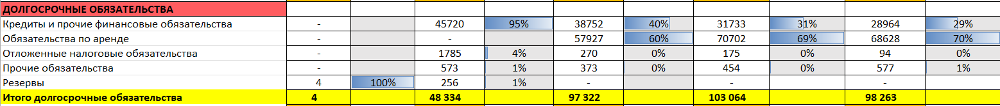 ДОЛГОСРОЧНЫЕ ОБЯЗАТЕЛЬСТВА
Кредиты и прочие финансовые обязательства - 45720 95% 38752 40% 31733 31% 28964 29%
Обязательства по аренде - - 57927 60% 70702 69% 68628 70%
Отложенные налоговые обязательства - 1785 4% 270 0% 175 0% 94 0%
Прочие обязательства - 573 1% 373 0% 454 0% 577 1%
Резервы 4 100% 256 1% - - -
Итого долгосрочные обязательства 4 48 334 97 322 103 064 98 263